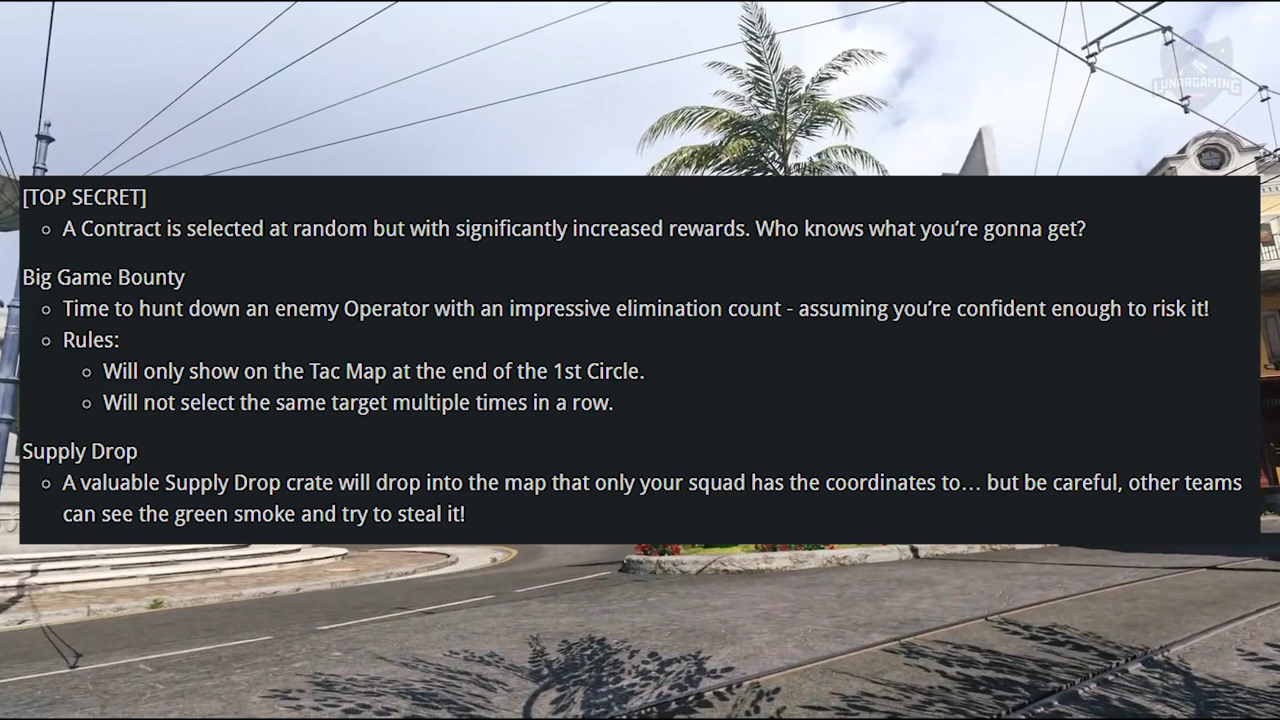 LUNARGAMING
[TOP SECRET]
◦ A Contract is selected at random but with significantly increased rewards. Who knows what you’re gonna get?
Big Game Bounty
◦ Time to hunt down an enemy Operator with an impressive elimination count - assuming you’re confident enough to risk it!
◦ Rules:
◦ Will only show on the Tac Map at the end of the 1st Circle.
◦ Will not select the same target multiple times in a row.
Supply Drop
◦ A valuable Supply Drop crate will drop into the map that only your squad has the coordinates to… but be careful, other teams
can see the green smoke and try to steal it!